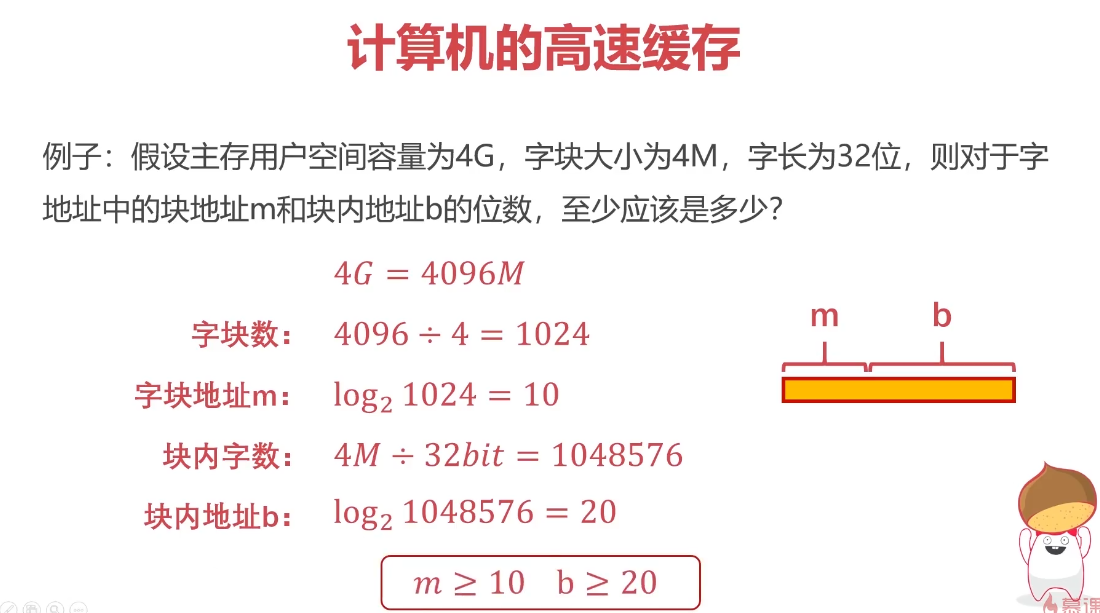 计算机的高速缓存
例子：假设主存用户空间容量为4G，字块大小为4M，字长为32位，则对于字
地址中的块地址m和块内地址b的位数，至少应该是多少？
4G = 4096M
字块数： 4096 ÷ 4 = 1024
字块地址m： log₂ 1024 = 10
块内字数： 4M ÷ 32bit = 1048576
块内地址b： log₂ 1048576 = 20
m ≥ 10 b ≥ 20
m b
慕课